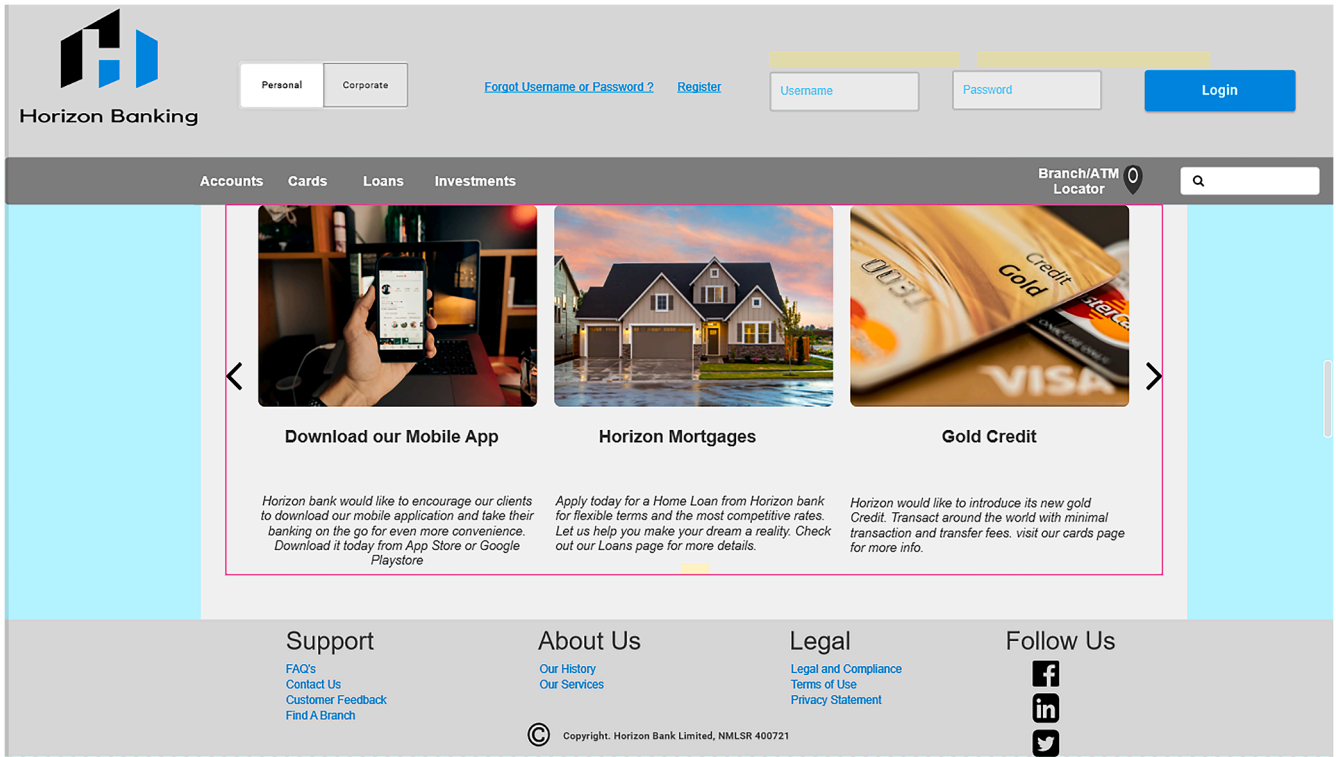 Horizon Banking
Personal
Corporate
Forgot Username or Password ?
Register
Username
Password
Login
Accounts
Cards
Loans
Investments
Branch/ATM
Locator
Credit
Gold
VISA
Download our Mobile App
Horizon Mortgages
Gold Credit
Horizon bank would like to encourage our clients
to download our mobile application and take their
banking on the go for even more convenience.
Download it today from App Store or Google
Playstore
Apply today for a Home Loan from Horizon bank
for flexible terms and the most competitive rates.
Let us help you make your dream a reality. Check
out our Loans page for more details.
Horizon would like to introduce its new gold
Credit. Transact around the world with minimal
transaction and transfer fees. visit our cards page
for more info.
Support
FAQ's
Contact Us
Customer Feedback
Find A Branch
About Us
Our History
Our Services
Legal
Legal and Compliance
Terms of Use
Privacy Statement
Follow Us
© Copyright. Horizon Bank Limited, NMLSR 400721